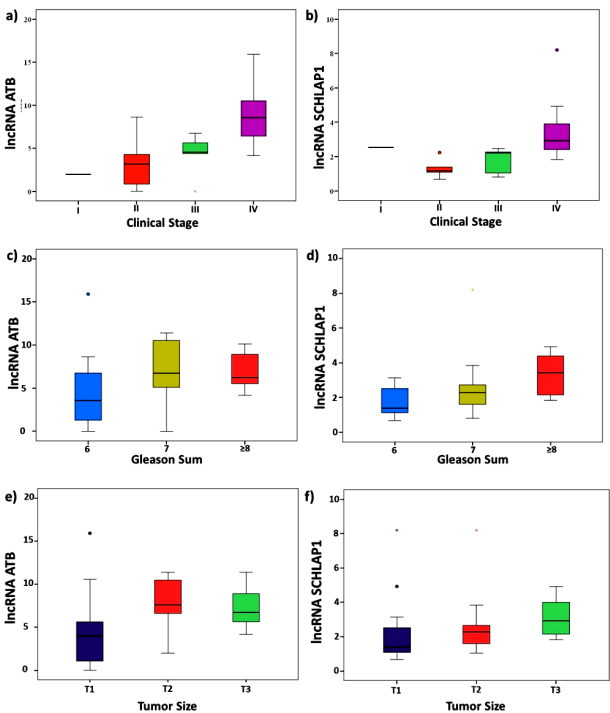 a)
lncRNA ATB
20
15
10
5
0
I II III IV
Clinical Stage
b)
lncRNA SCHLAP1
10
8
6
4
2
0
I II III IV
Clinical Stage
c)
lncRNA ATB
20
15
10
5
0
6 7 ≥8
Gleason Sum
d)
lncRNA SCHLAP1
10
8
6
4
2
0
6 7 ≥8
Gleason Sum
e)
lncRNA ATB
20
15
10
5
0
T1 T2 T3
Tumor Size
f)
lncRNA SCHLAP1
10
8
6
4
2
0
T1 T2 T3
Tumor Size